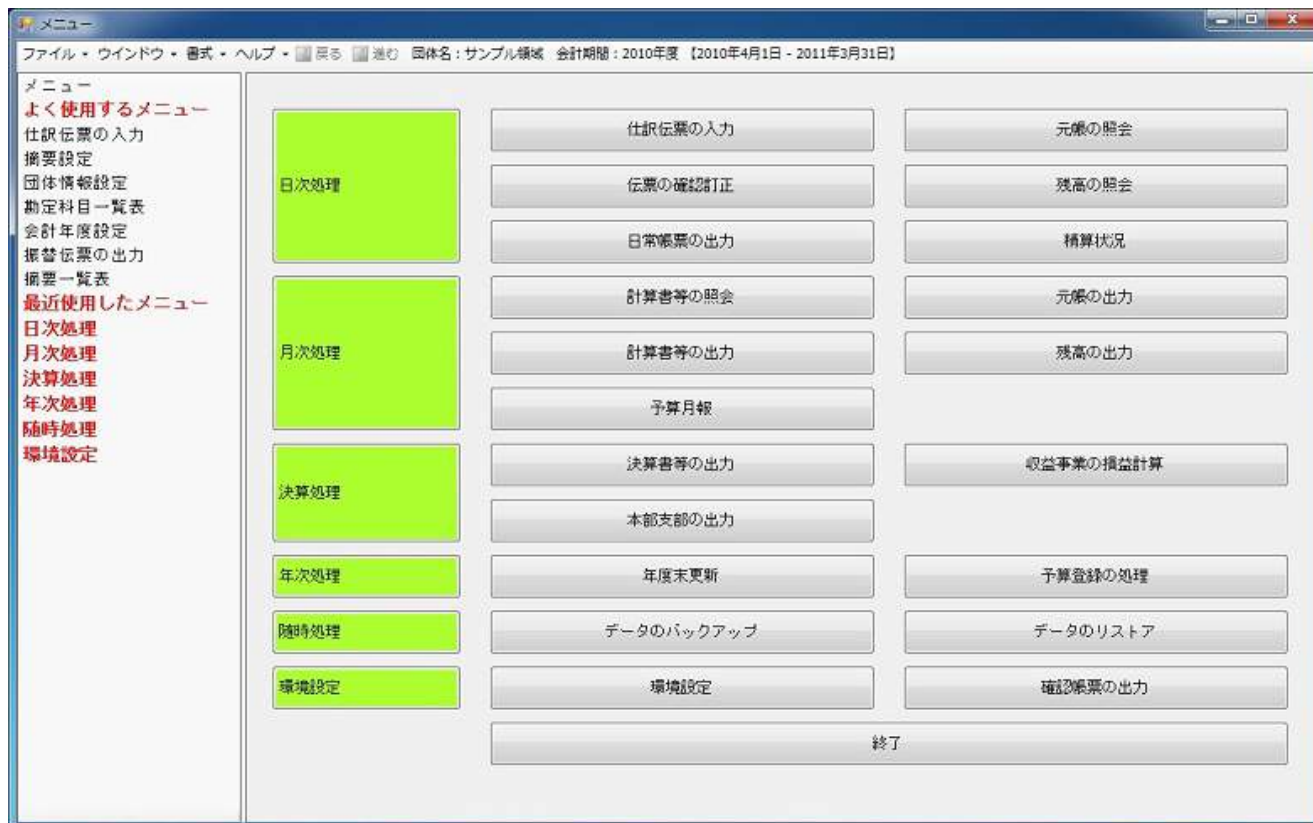 メニュー
ファイル ウインドウ 書式 ヘルプ 戻る 進む 団体名：サンプル領域 会計期間：2010年度 【2010年4月1日 - 2011年3月31日】
メニュー
よく使用するメニュー
仕訳伝票の入力
摘要設定
団体情報設定
勘定科目一覧表
会計年度設定
振替伝票の出力
摘要一覧表
最近使用したメニュー
日次処理
月次処理
決算処理
年次処理
随時処理
環境設定
日次処理
仕訳伝票の入力 元帳の照会
伝票の確認訂正 残高の照会
日常帳票の出力 精算状況
月次処理
計算書等の照会 元帳の出力
計算書等の出力 残高の出力
予算月報
決算処理
決算書等の出力 収益事業の損益計算
本部支部の出力
年次処理 年度末更新 予算登録の処理
随時処理 データのバックアップ データのリストア
環境設定 環境設定 確認帳票の出力
終了